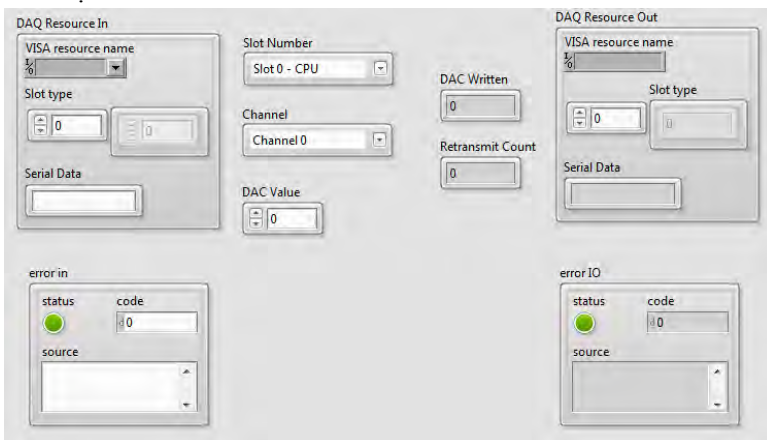 DAQ Resource In
VISA resource name
I/0
Slot type
0
0
Serial Data
Slot Number
Slot 0 - CPU
Channel
Channel 0
DAC Value
0
DAC Written
0
Retransmit Count
0
DAQ Resource Out
VISA resource name
I/0
Slot type
0
0
Serial Data
error in
status
code
d 0
source
error IO
status
code
d 0
source